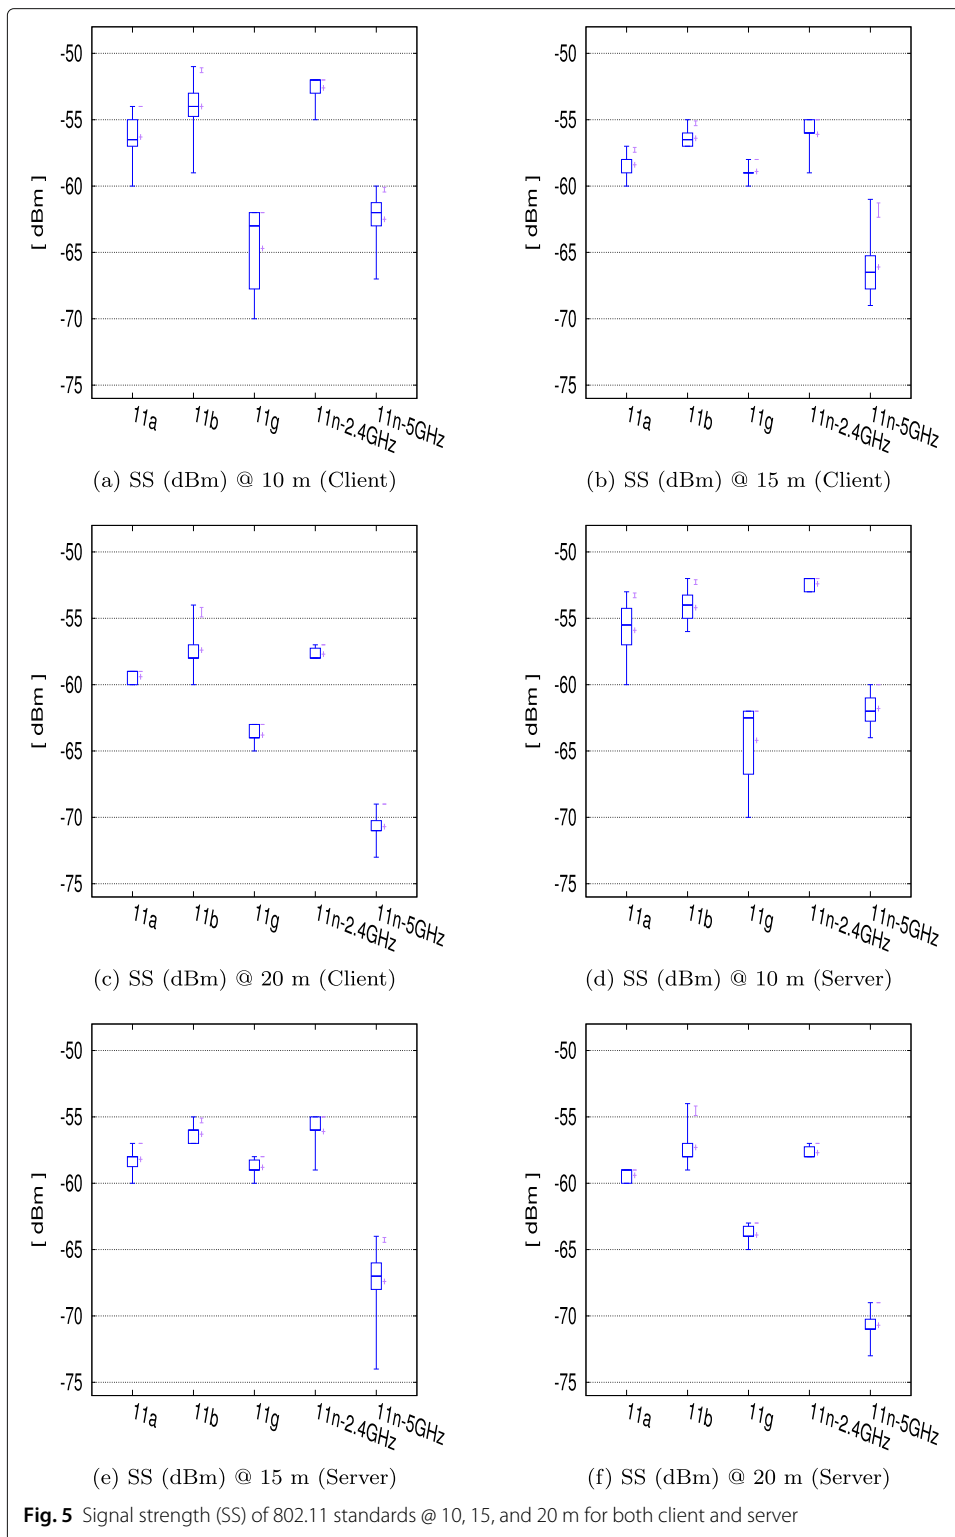 -50
-55
-60
-65
-70
-75
[ dBm ]
11a
11b
11g
11n-2.4GHz
11n-5GHz
(a) SS (dBm) @ 10 m (Client)
-50
-55
-60
-65
-70
-75
[ dBm ]
11a
11b
11g
11n-2.4GHz
11n-5GHz
(b) SS (dBm) @ 15 m (Client)
-50
-55
-60
-65
-70
-75
[ dBm ]
11a
11b
11g
11n-2.4GHz
11n-5GHz
(c) SS (dBm) @ 20 m (Client)
-50
-55
-60
-65
-70
-75
[ dBm ]
11a
11b
11g
11n-2.4GHz
11n-5GHz
(d) SS (dBm) @ 10 m (Server)
-50
-55
-60
-65
-70
-75
[ dBm ]
11a
11b
11g
11n-2.4GHz
11n-5GHz
(e) SS (dBm) @ 15 m (Server)
-50
-55
-60
-65
-70
-75
[ dBm ]
11a
11b
11g
11n-2.4GHz
11n-5GHz
(f) SS (dBm) @ 20 m (Server)
Fig. 5 Signal strength (SS) of 802.11 standards @ 10, 15, and 20 m for both client and server